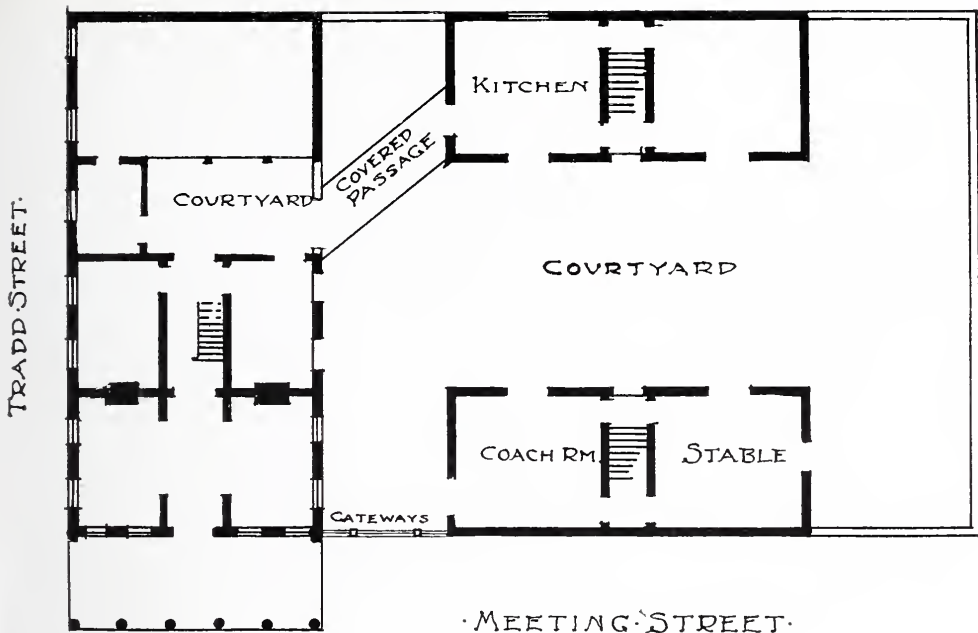 KITCHEN
COVERED
PASSAGE
COURTYARD
TRADD·STREET·
COURTYARD
COACH RM.
STABLE
GATEWAYS
·MEETING·STREET·